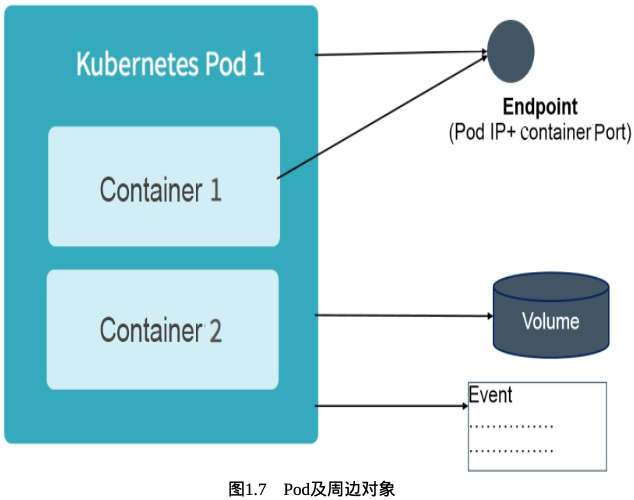 Kubernetes Pod 1
Container 1
Container 2
Endpoint
(Pod IP+ container Port)
Volume
Event
...............
...............
图1.7 Pod及周边对象